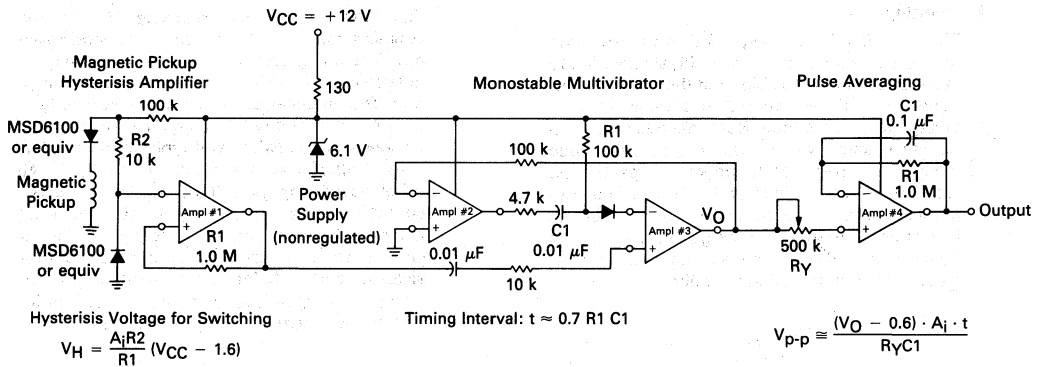 VCC = +12 V
Magnetic Pickup
Hysterisis Amplifier
Monostable Multivibrator
Pulse Averaging
130
100 k
MSD6100
or equiv
R2
10 k
Magnetic
Pickup
MSD6100
or equiv
−
+
Ampl #1
R1
1.0 M
6.1 V
Power
Supply
(nonregulated)
100 k
−
+
Ampl #2
4.7 k
C1
0.01 μF
0.01 μF
10 k
R1
100 k
−
+
Ampl #3
VO
500 k
RY
C1
0.1 μF
R1
1.0 M
−
+
Ampl #4
Output
Hysterisis Voltage for Switching
VH = AiR2/R1 (VCC − 1.6)
Timing Interval: t ≈ 0.7 R1 C1
Vp-p ≅ (VO − 0.6) · Ai · t/RYC1